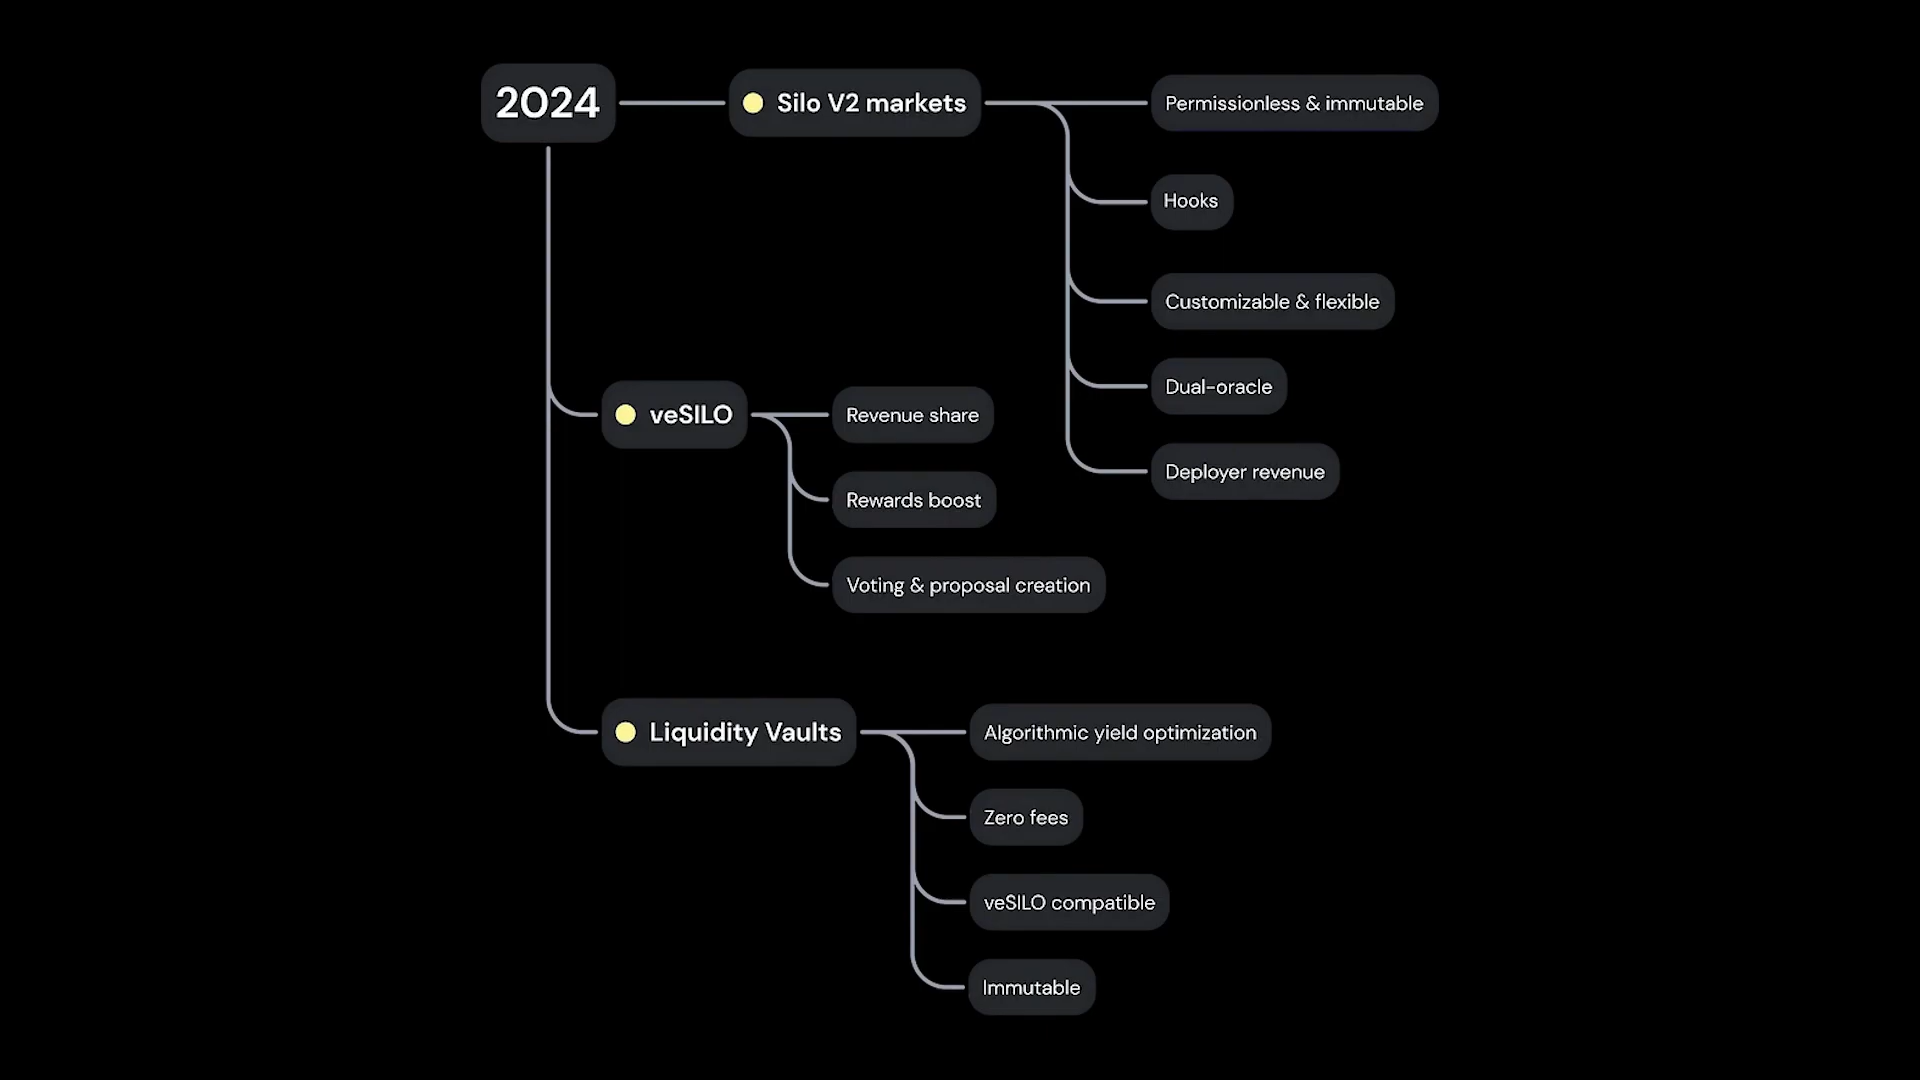 2024
Silo V2 markets
Permissionless & immutable
Hooks
Customizable & flexible
Dual-oracle
Deployer revenue
veSILO
Revenue share
Rewards boost
Voting & proposal creation
Liquidity Vaults
Algorithmic yield optimization
Zero fees
veSILO compatible
Immutable